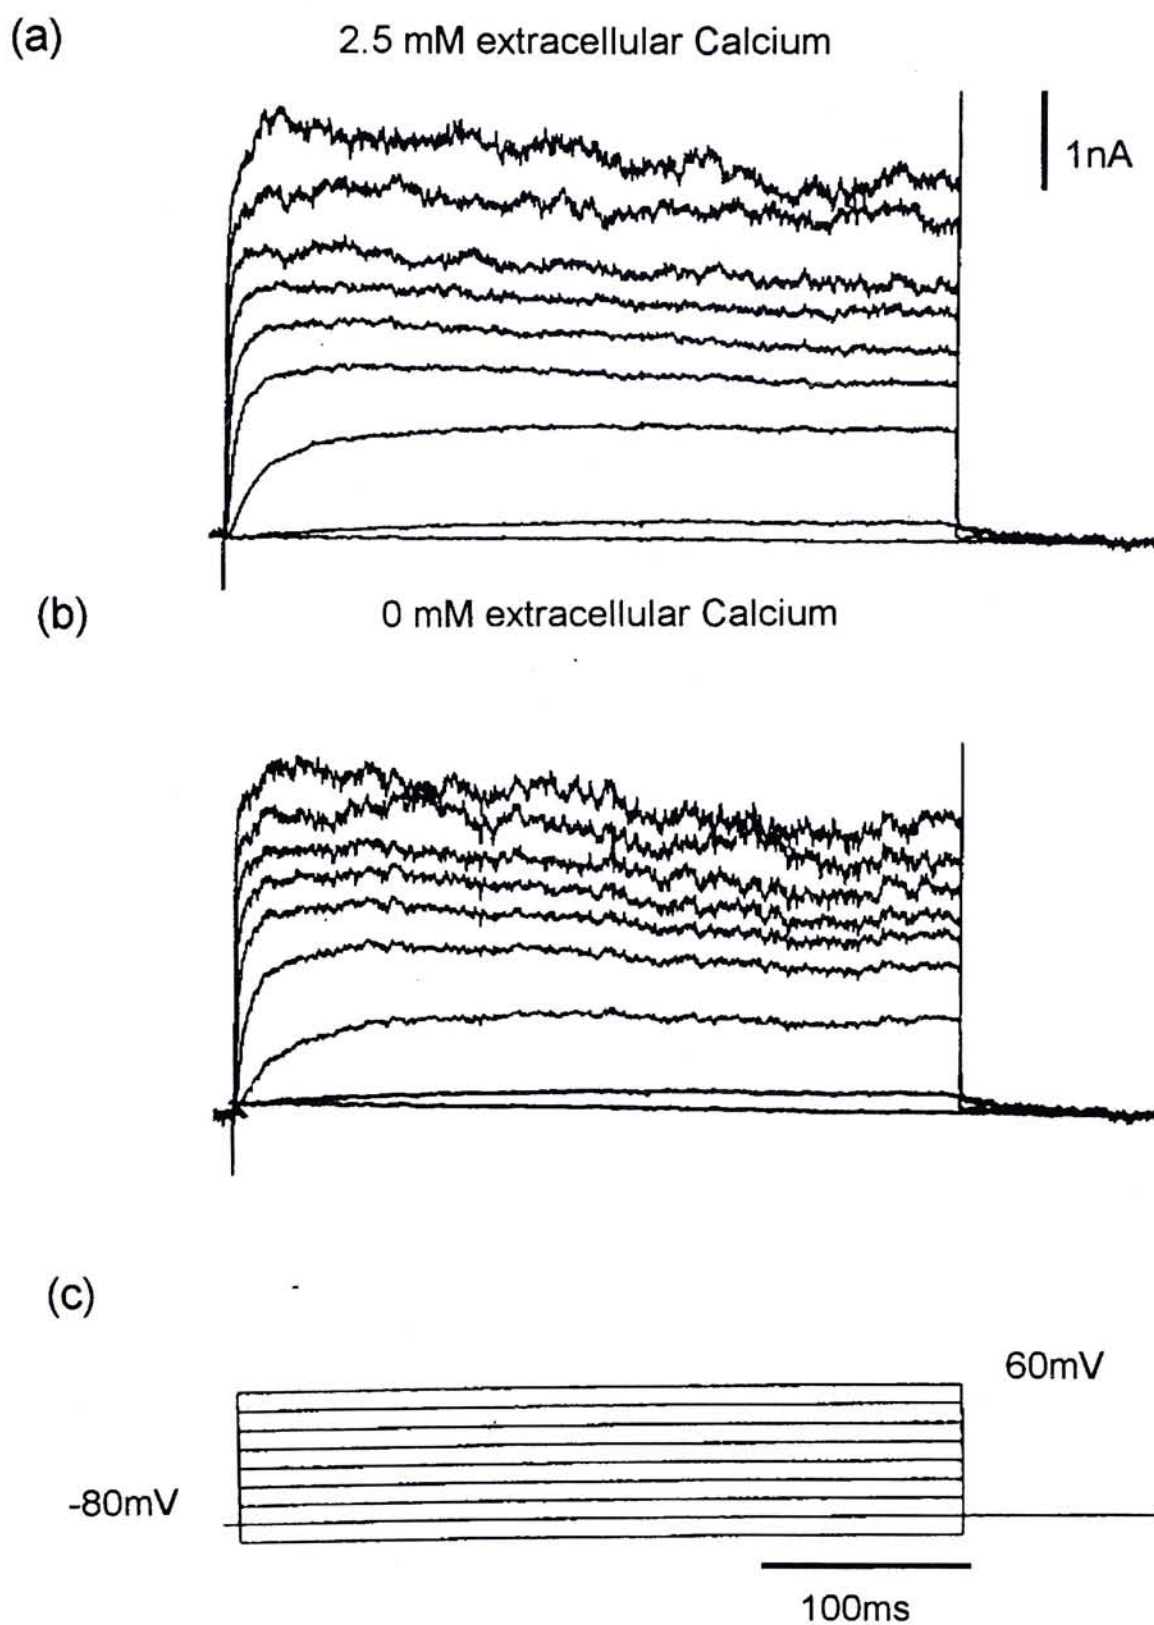 (a)
2.5 mM extracellular Calcium
1nA
(b)
0 mM extracellular Calcium
(c)
60mV
-80mV
100ms